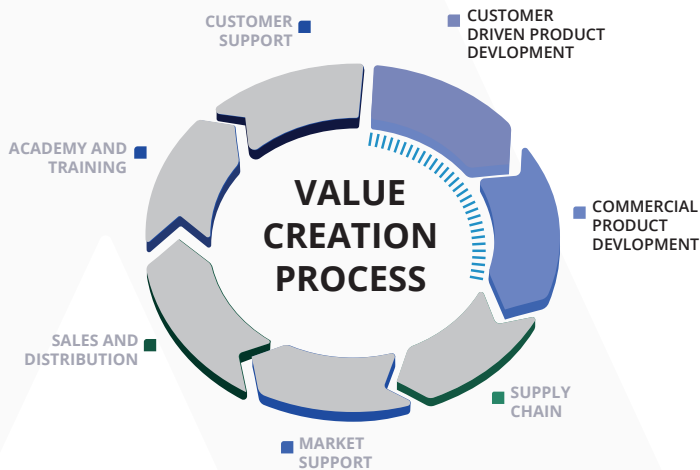 CUSTOMER
SUPPORT
CUSTOMER
DRIVEN PRODUCT
DEVLOPMENT
ACADEMY AND
TRAINING
VALUE
CREATION
PROCESS
COMMERCIAL
PRODUCT
DEVLOPMENT
SALES AND
DISTRIBUTION
SUPPLY
CHAIN
MARKET
SUPPORT